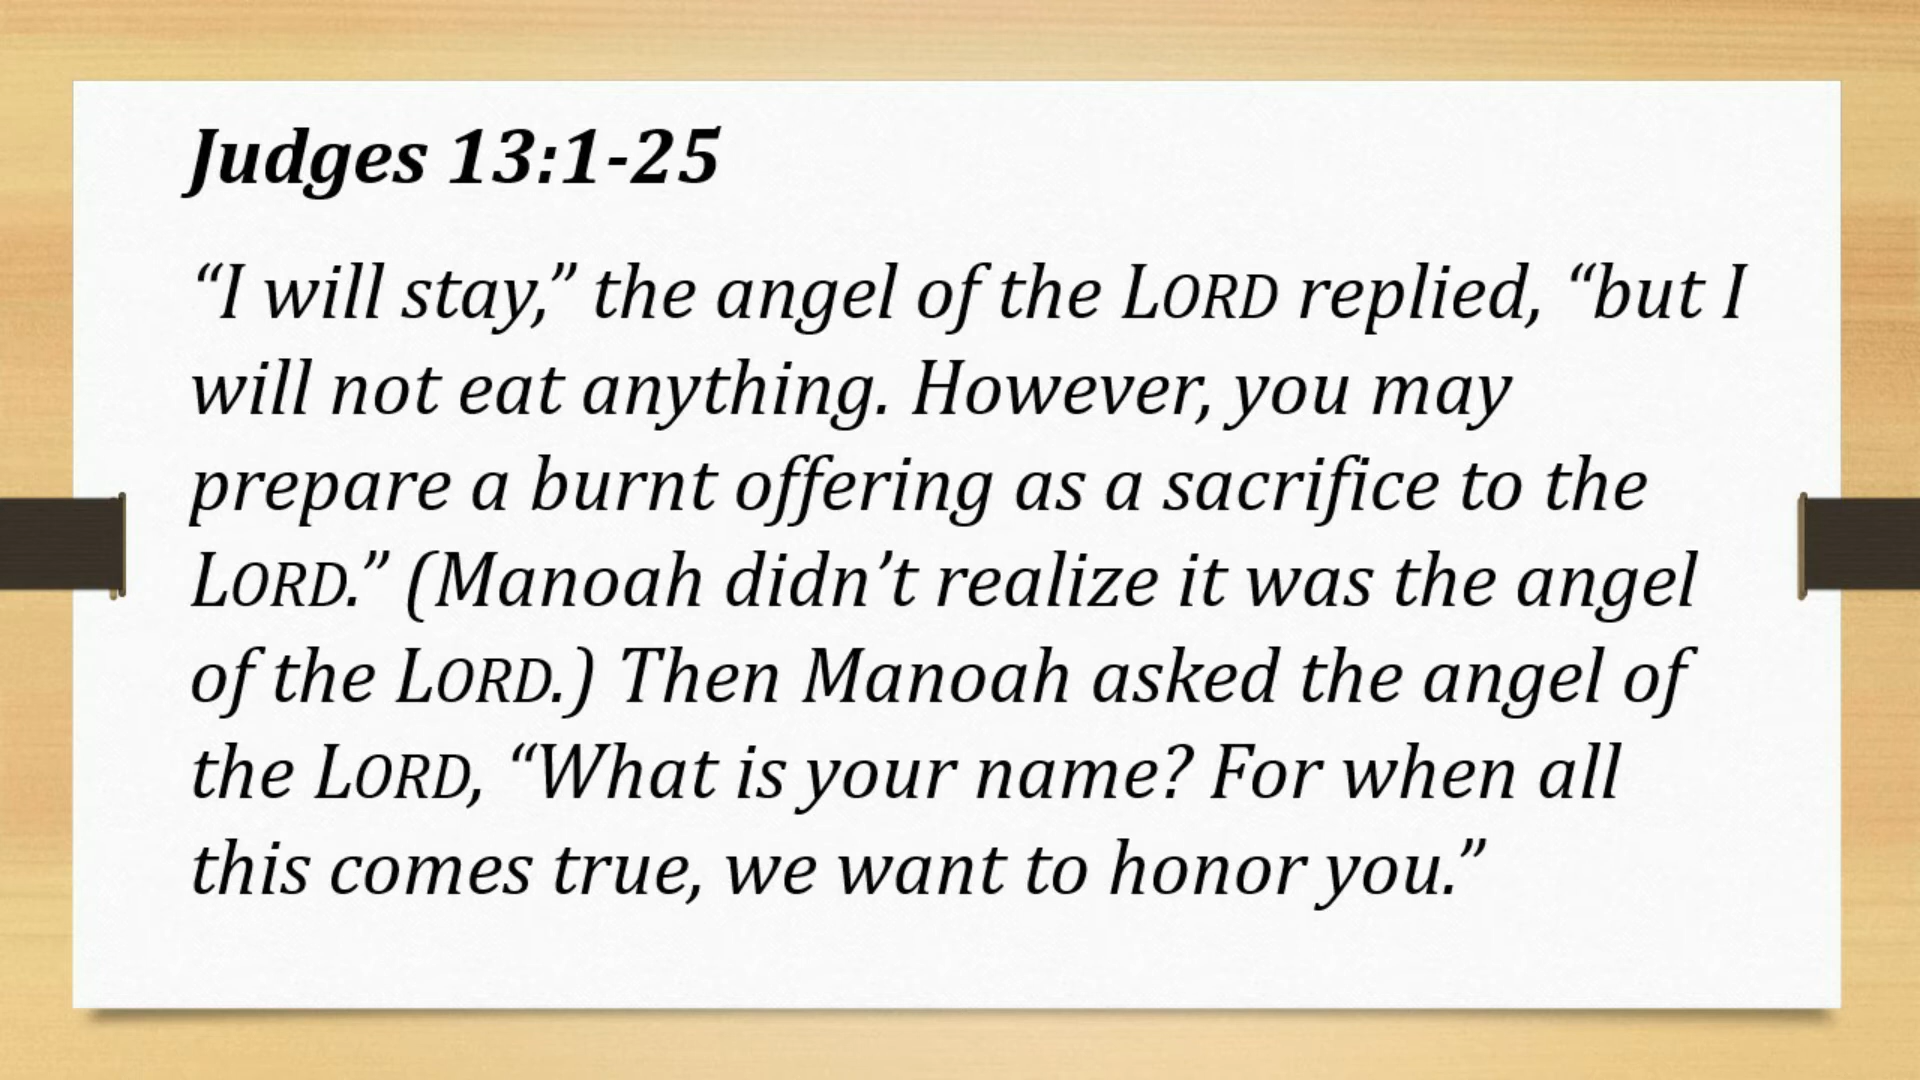 Judges 13:1-25
“I will stay,” the angel of the LORD replied, “but I
will not eat anything. However, you may
prepare a burnt offering as a sacrifice to the
LORD.” (Manoah didn’t realize it was the angel
of the LORD.) Then Manoah asked the angel of
the LORD, “What is your name? For when all
this comes true, we want to honor you.”